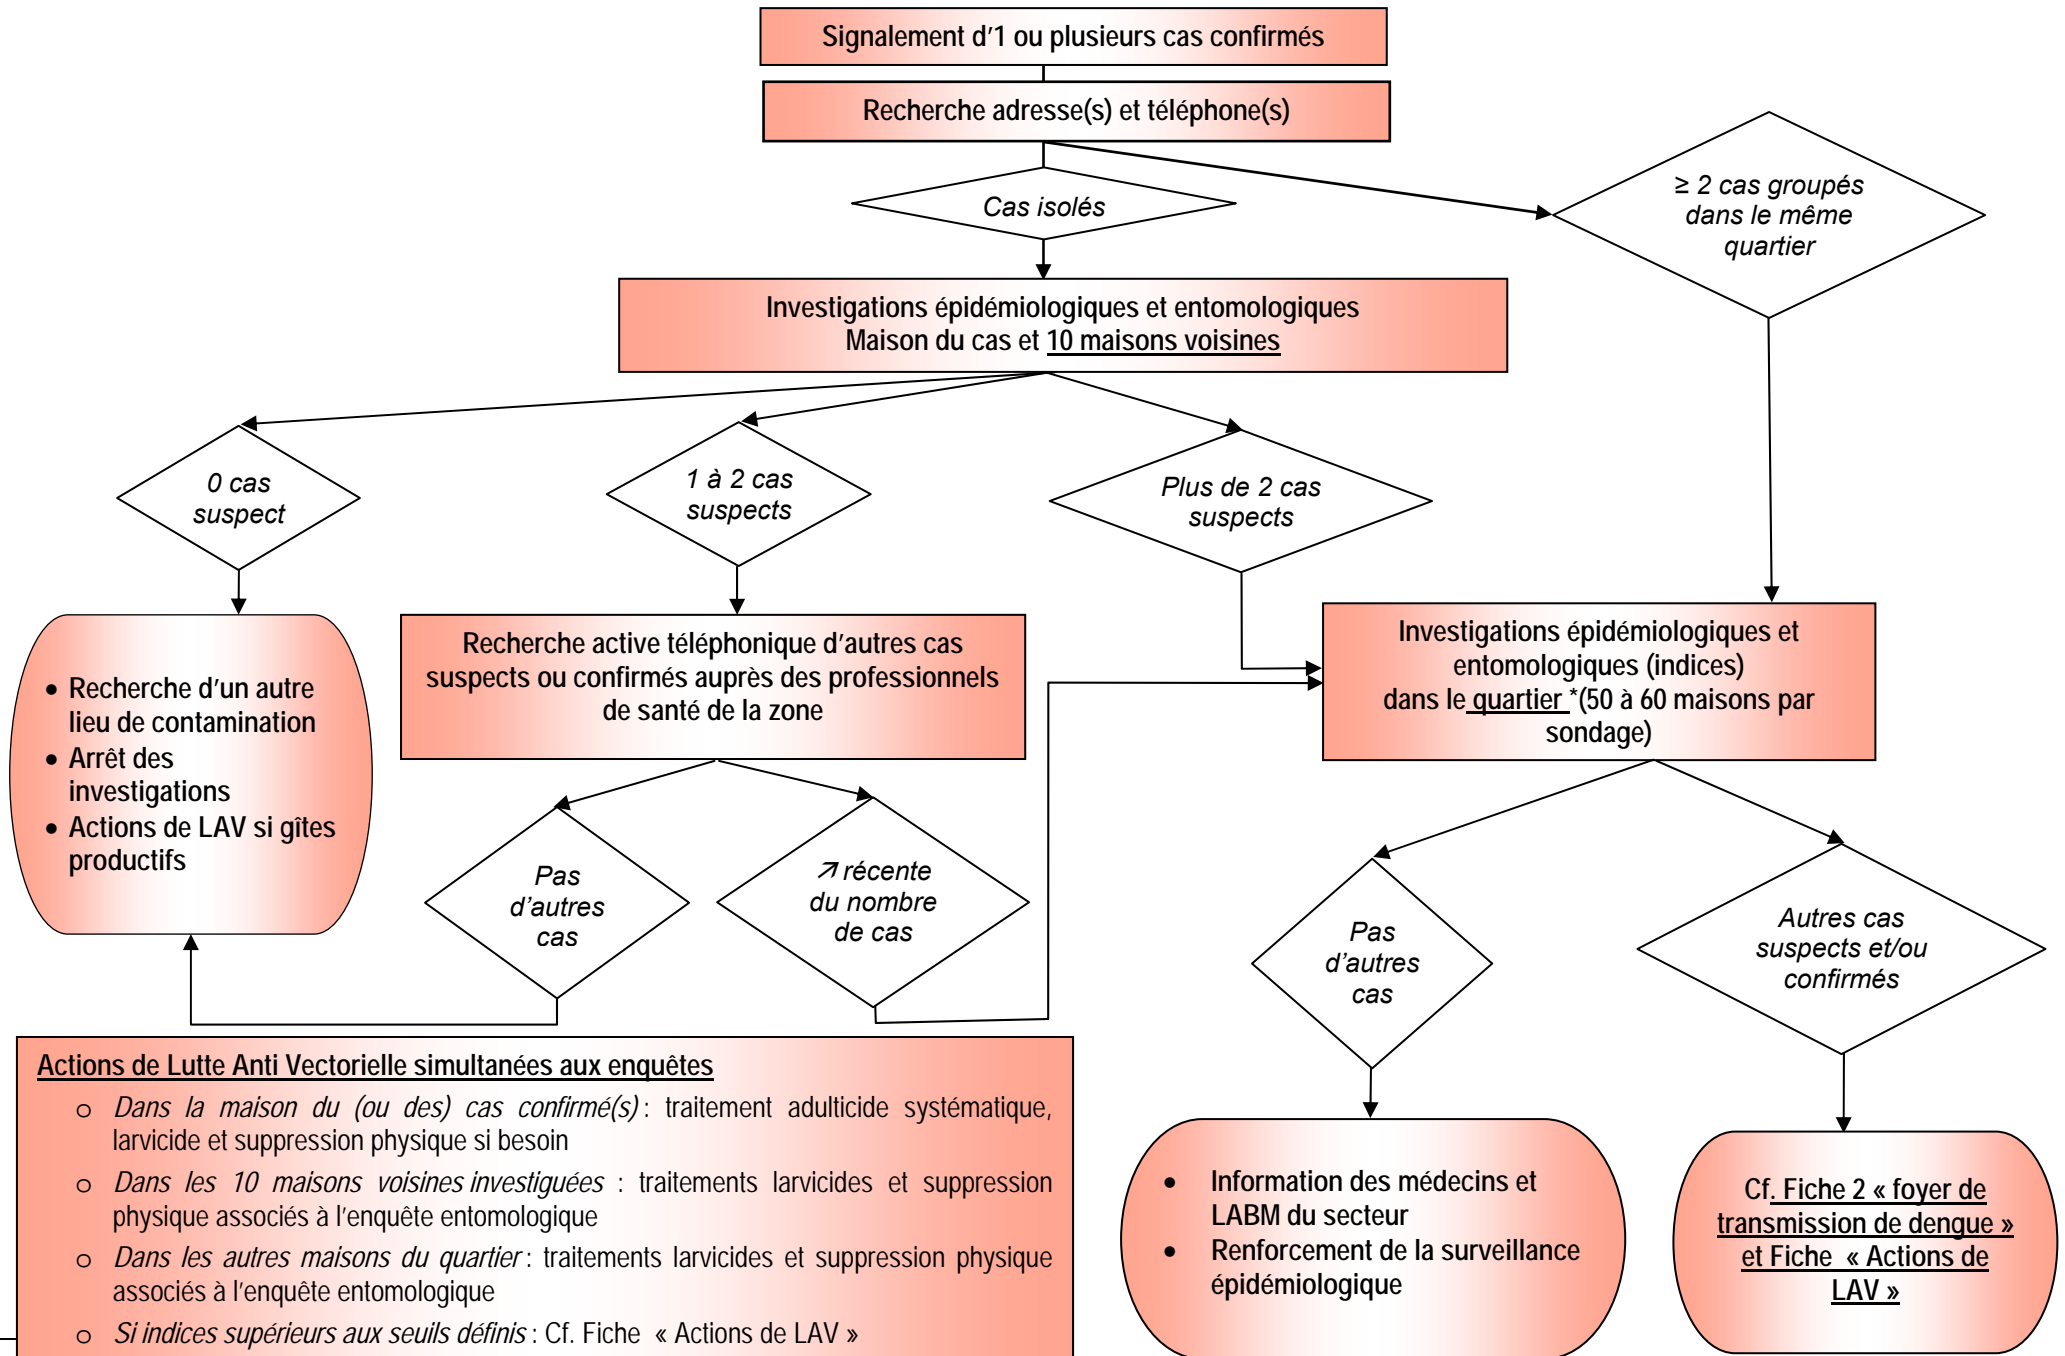 Signalement d'1 ou plusieurs cas confirmés
Recherche adresse(s) et téléphone(s)
Cas isolés
≥ 2 cas groupés
dans le même
quartier
Investigations épidémiologiques et entomologiques
Maison du cas et 10 maisons voisines
0 cas
suspect
1 à 2 cas
suspects
Plus de 2 cas
suspects
• Recherche d'un autre
lieu de contamination
• Arrêt des
investigations
• Actions de LAV si gîtes
productifs
Recherche active téléphonique d'autres cas
suspects ou confirmés auprès des professionnels
de santé de la zone
Investigations épidémiologiques et
entomologiques (indices)
dans le quartier *(50 à 60 maisons par
sondage)
Pas
d'autres
cas
↗ récente
du nombre
de cas
Pas
d'autres
cas
Autres cas
suspects et/ou
confirmés
Actions de Lutte Anti Vectorielle simultanées aux enquêtes
o Dans la maison du (ou des) cas confirmé(s) : traitement adulticide systématique,
larvicide et suppression physique si besoin
o Dans les 10 maisons voisines investiguées : traitements larvicides et suppression
physique associés à l'enquête entomologique
o Dans les autres maisons du quartier : traitements larvicides et suppression physique
associés à l'enquête entomologique
o Si indices supérieurs aux seuils définis : Cf. Fiche « Actions de LAV »
• Information des médecins et
LABM du secteur
• Renforcement de la surveillance
épidémiologique
Cf. Fiche 2 « foyer de
transmission de dengue »
et Fiche « Actions de
LAV »